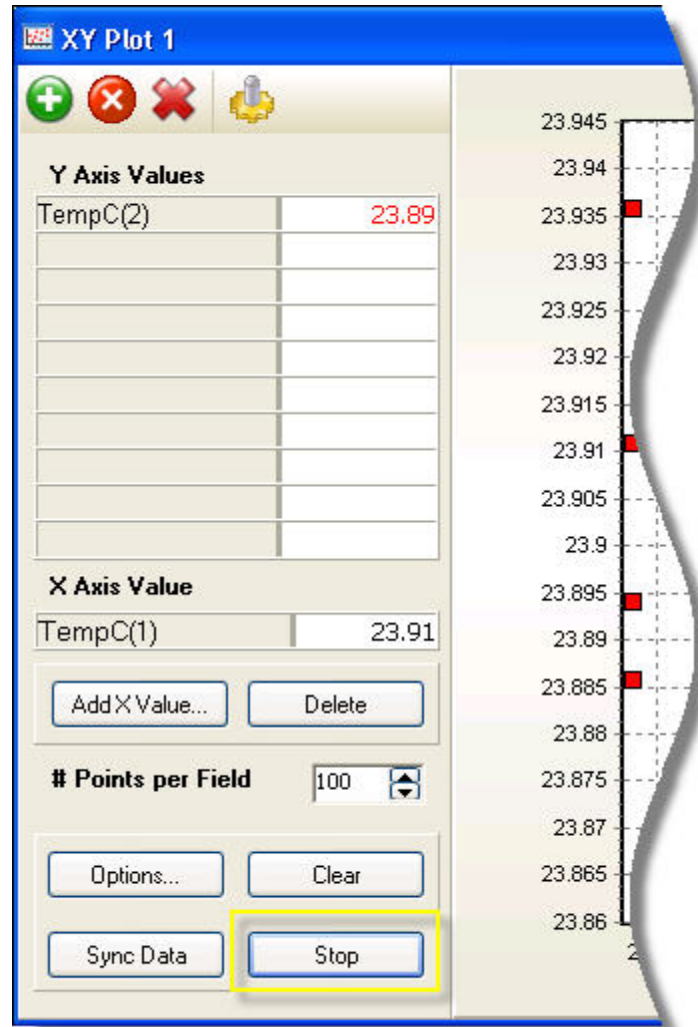 XY Plot 1
Y Axis Values
TempC(2) 23.89
X Axis Value
TempC(1) 23.91
Add X Value... Delete
# Points per Field 100
Options... Clear
Sync Data Stop
23.945
23.94
23.935
23.93
23.925
23.92
23.915
23.91
23.905
23.9
23.895
23.89
23.885
23.88
23.875
23.87
23.865
23.86